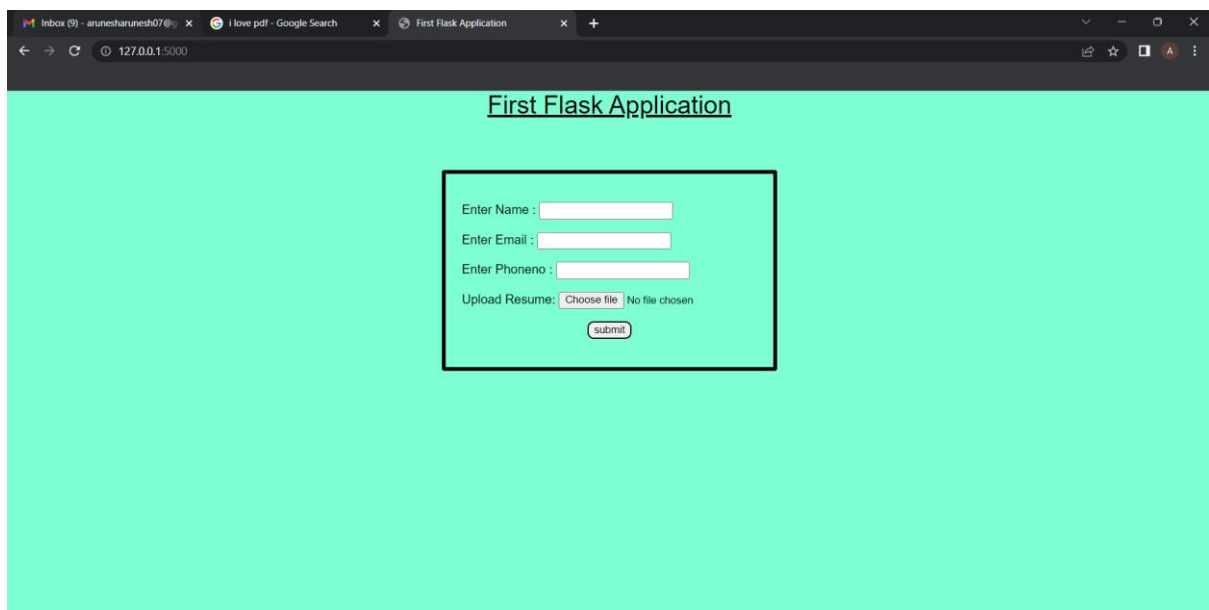 Inbox (9) - arunesharunesh07@g
i love pdf - Google Search
First Flask Application
127.0.0.1:5000
A
First Flask Application
Enter Name :
Enter Email :
Enter Phoneno :
Upload Resume: Choose file No file chosen
submit